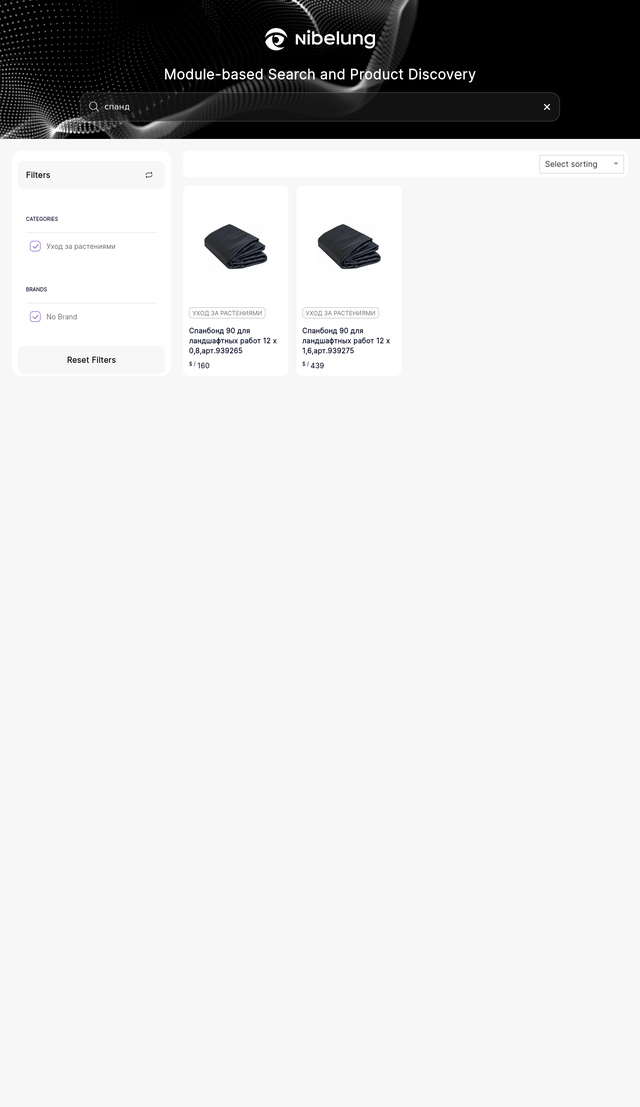 Nibelung
Module-based Search and Product Discovery
спанд
Filters
Select sorting
CATEGORIES
Уход за растениями
BRANDS
No Brand
Reset Filters
УХОД ЗА РАСТЕНИЯМИ
Спанбонд 90 для
ландшафтных работ 12 х
0,8,арт.939265
$ / 160
УХОД ЗА РАСТЕНИЯМИ
Спанбонд 90 для
ландшафтных работ 12 х
1,6,арт.939275
$ / 439